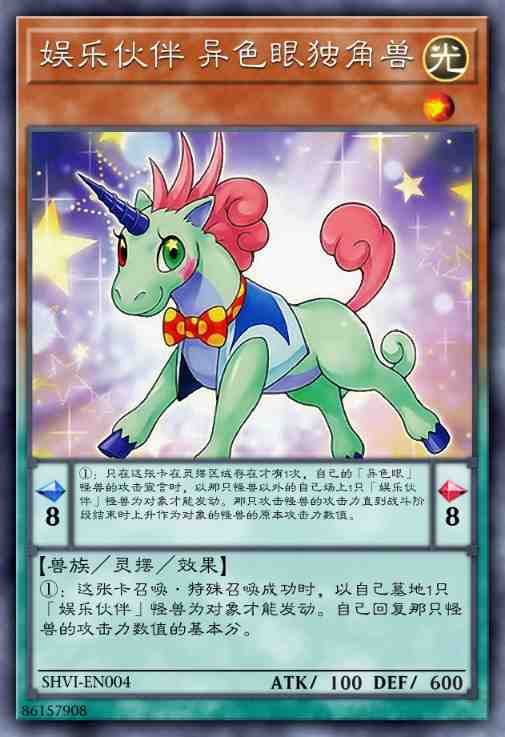 娱乐伙伴 异色眼独角兽 光
①：只在这张卡在灵摆区域存在才有1次，自己的「异色眼」
怪兽的攻击宣言时，以那只怪兽以外的自己场上1只「娱乐伙
伴」怪兽为对象才能发动。那只攻击怪兽的攻击力直到战斗阶
段结束时上升作为对象的怪兽的原本攻击力数值。
8
8
【兽族／灵摆／效果】
①：这张卡召唤·特殊召唤成功时，以自己墓地1只
「娱乐伙伴」怪兽为对象才能发动。自己回复那只怪
兽的攻击力数值的基本分。
SHVI-EN004
ATK/ 100 DEF/ 600
86157908